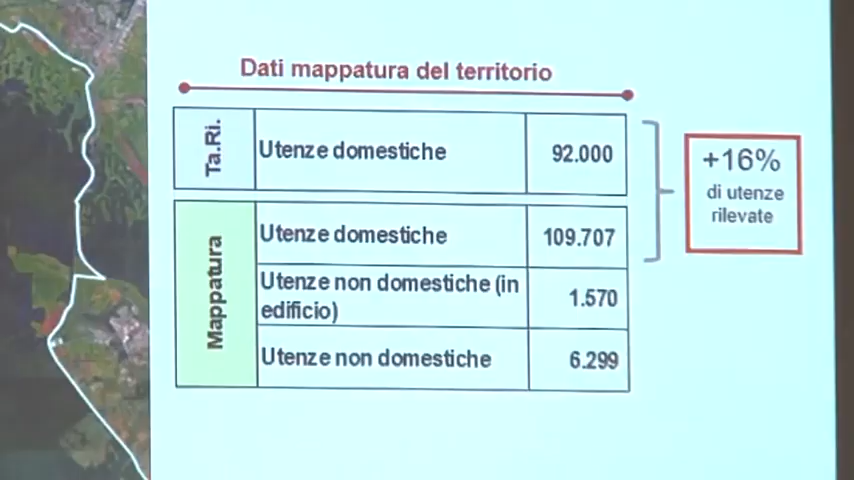 Dati mappatura del territorio
Ta.Ri.
Utenze domestiche
92.000
Mappatura
Utenze domestiche
109.707
Utenze non domestiche (in
edificio)
1.570
Utenze non domestiche
6.299
+16%
di utenze
rilevate